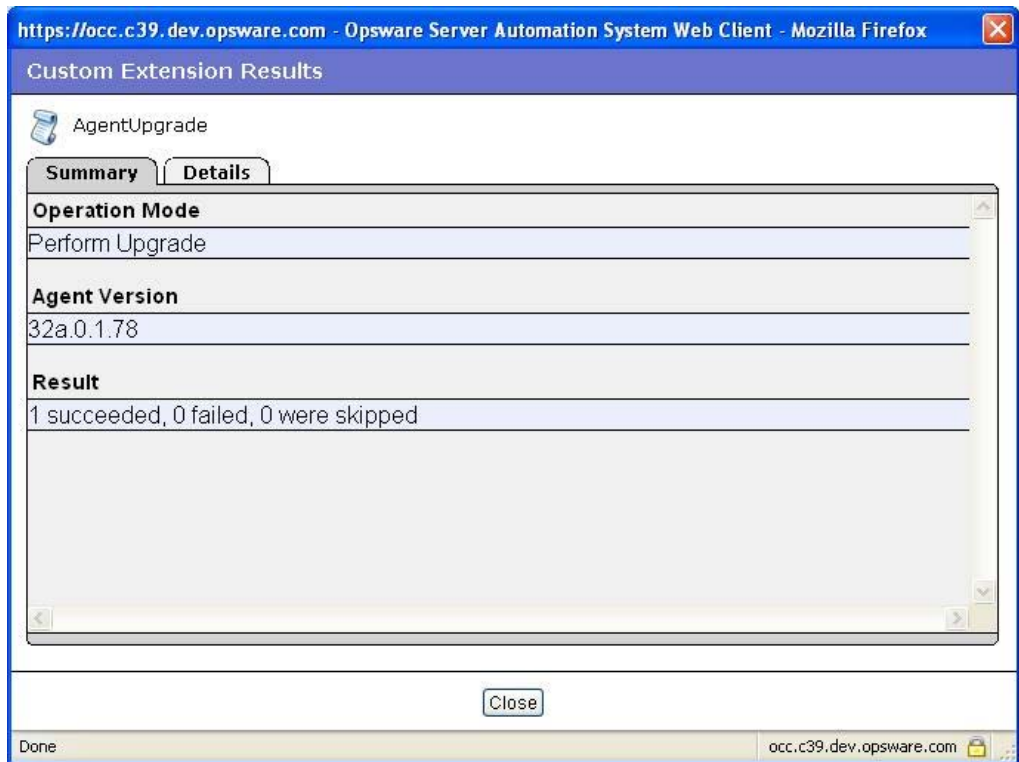 https://occ.c39.dev.opsware.com - Opsware Server Automation System Web Client - Mozilla Firefox
Custom Extension Results
AgentUpgrade
Summary Details
Operation Mode
Perform Upgrade
Agent Version
32a.0.1.78
Result
1 succeeded, 0 failed, 0 were skipped
Close
Done occ.c39.dev.opsware.com